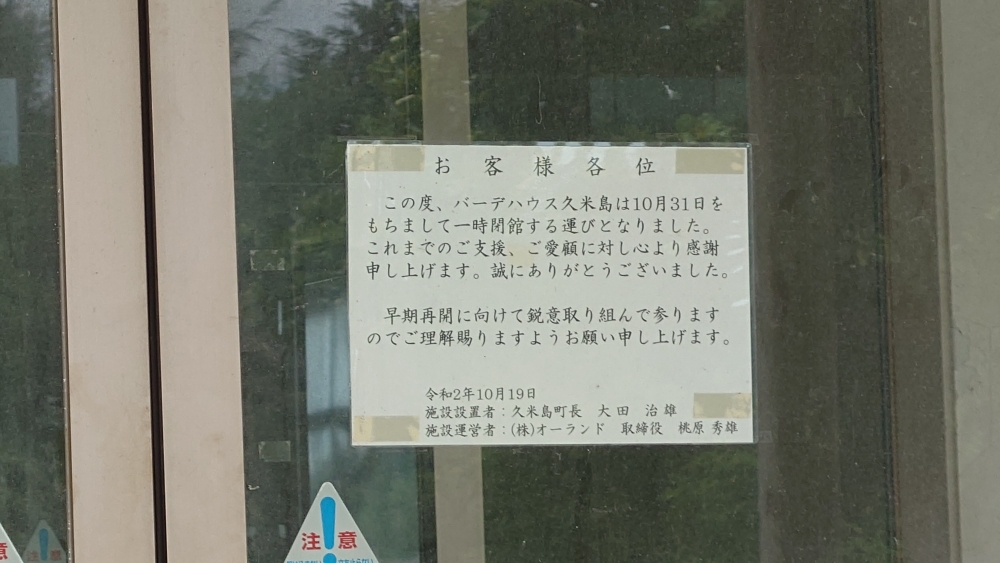 お客様各位
この度、バーデハウス久米島は10月31日を
もちまして一時閉館する運びとなりました。
これまでのご支援、ご愛顧に対し心より感謝
申し上げます。誠にありがとうございました。
早期再開に向けて鋭意取り組んで参ります
のでご理解賜りますようお願い申し上げます。
令和2年10月19日
施設設置者：久米島町長　大田　治雄
施設運営者：(株)オーランド　取締役　桃原 秀雄
注意
意